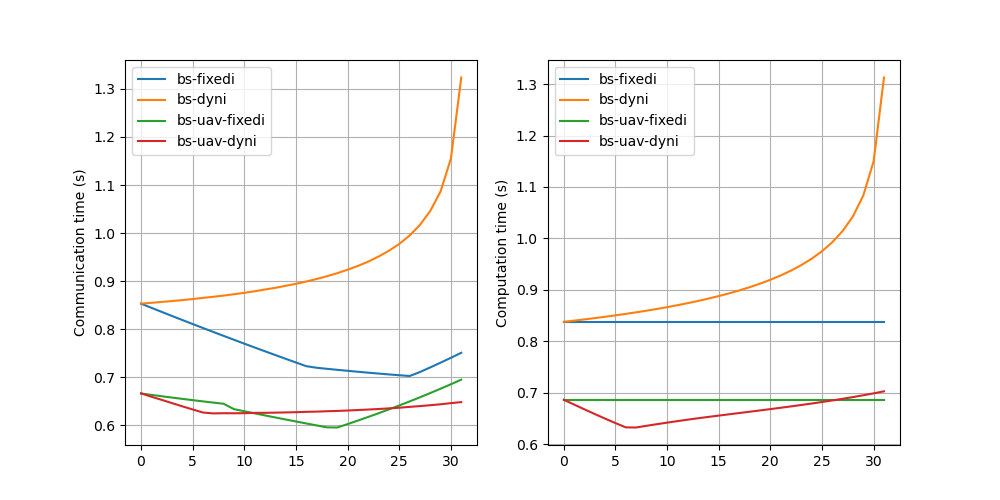 Communication time (s)
1.3
1.2
1.1
1.0
0.9
0.8
0.7
0.6
0 5 10 15 20 25 30
bs-fixedi
bs-dyni
bs-uav-fixedi
bs-uav-dyni
Computation time (s)
1.3
1.2
1.1
1.0
0.9
0.8
0.7
0.6
0 5 10 15 20 25 30
bs-fixedi
bs-dyni
bs-uav-fixedi
bs-uav-dyni